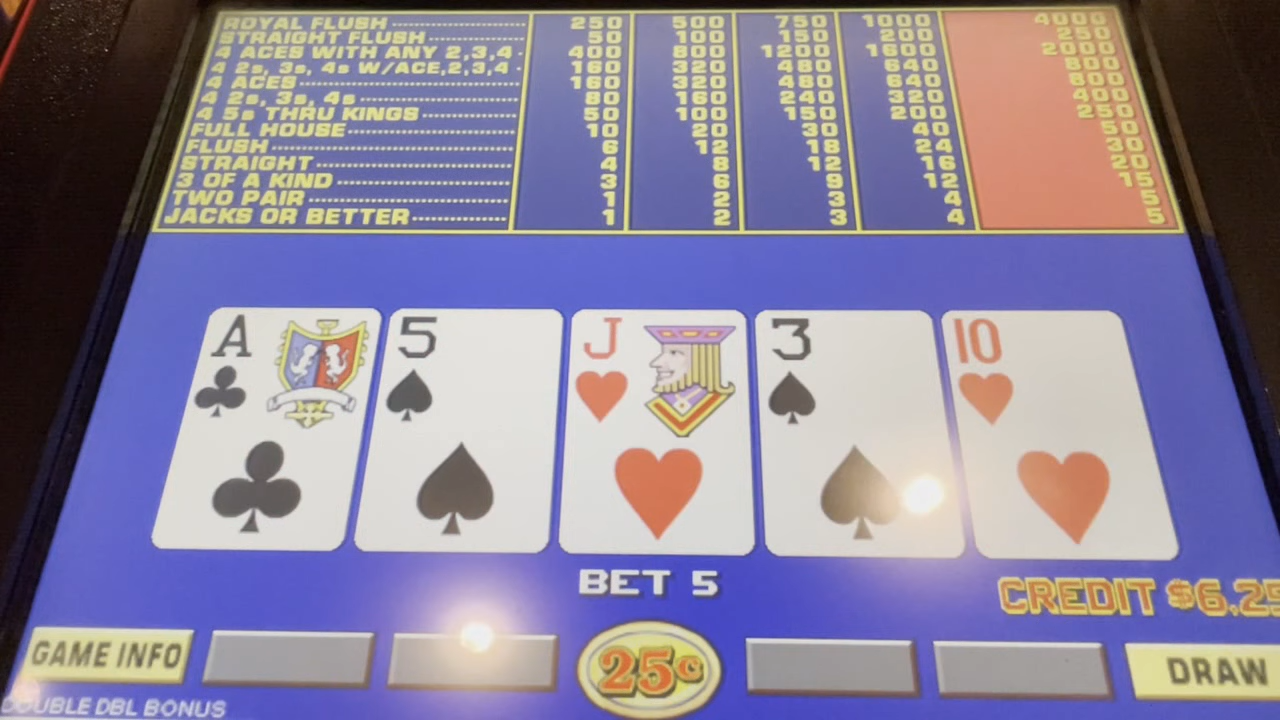 ROYAL FLUSH 250 500 750 1000 4000
STRAIGHT FLUSH 50 100 150 200 250
4 ACES WITH ANY 2,3,4 400 800 1200 1600 2000
4 2s, 3s, 4s W/ACE,2,3,4 160 320 480 640 800
4 ACES 160 320 480 640 800
4 2s, 3s, 4s 80 160 240 320 400
4 5s THRU KINGS 50 100 150 200 250
FULL HOUSE 10 20 30 40 50
FLUSH 6 12 18 24 30
STRAIGHT 4 8 12 16 20
3 OF A KIND 3 6 9 12 15
TWO PAIR 1 2 3 4 5
JACKS OR BETTER 1 2 3 4 5
A 5 J 3 10
BET 5
CREDIT $6.25
GAME INFO 25¢ DRAW
DOUBLE DBL BONUS